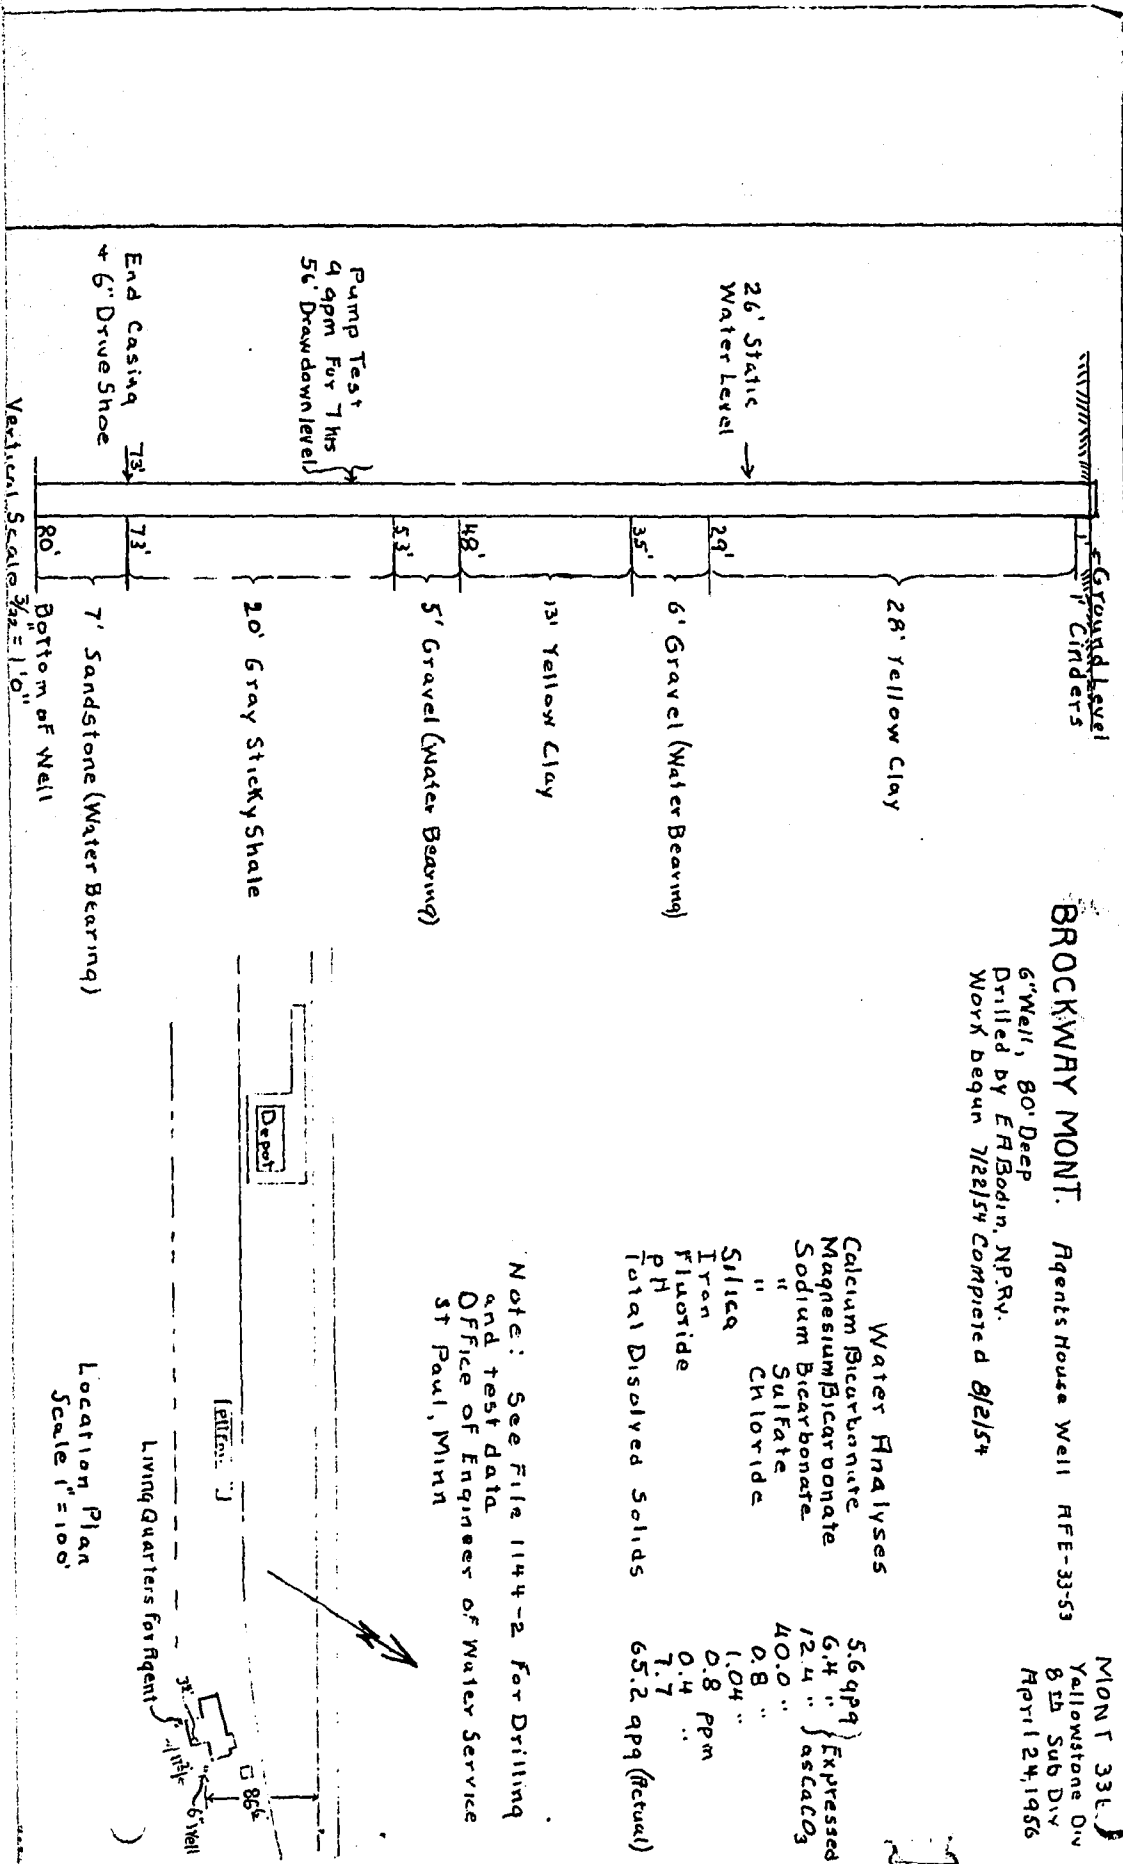 MONT 33L
Yellowstone Div
8th Sub Div
April 24, 1956
BROCKWAY MONT. Agents House Well AFE-33-53
6" Well, 80' Deep
Drilled by E A Bodin, N.P.Ry.
Work begun 7/22/54 Completed 8/2/54
Ground Level
1' 1' Cinders
28' Yellow Clay
26' Static
Water Level
29'
6' Gravel (Water Bearing)
35'
13' Yellow Clay
48'
5' Gravel (Water Bearing)
53'
Pump Test
9 gpm For 7 hrs
56' Drawdown level
20' Gray Sticky Shale
End Casing 73'
+ 6" Drive Shoe
73'
7' Sandstone (Water Bearing)
80' Bottom of Well
Vertical Scale 3/32" = 1'0"
Water Analyses
Calcium Bicarbonate 5.6 gpg
Magnesium Bicarbonate 6.4 " Expressed
Sodium Bicarbonate 12.4 " as CaCO3
" Sulfate 40.0 "
" Chloride 0.8 "
Silica 1.04 "
Iron 0.8 ppm
Fluoride 0.4 "
pH 7.7
Total Disolved Solids 65.2 gpg (Actual)
Note: See File 1144-2 For Drilling
and test data
Office of Engineer of Water Service
St Paul, Minn
Depot
Living Quarters for Agent
32'
6" Well
Location Plan
Scale 1" = 100'